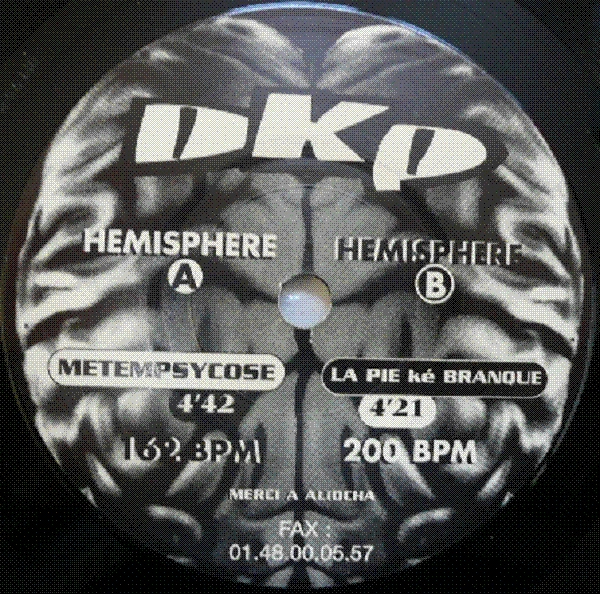 DKP
HEMISPHERE A
HEMISPHERE B
METEMPSYCOSE
4'42
162 BPM
LA PIE ké BRANQUE
4'21
200 BPM
MERCI A ALIOCHA
FAX :
01.48.00.05.57